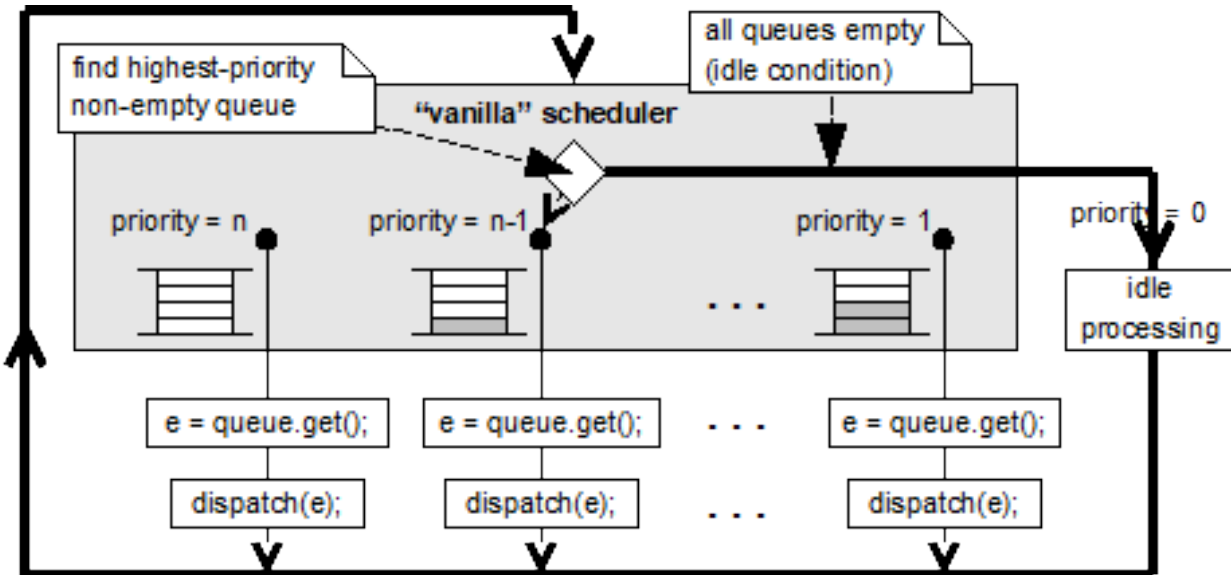 find highest-priority
non-empty queue
all queues empty
(idle condition)
“vanilla” scheduler
priority = n
priority = n-1
priority = 1
priority = 0
. . .
idle
processing
e = queue.get();
e = queue.get();
. . .
e = queue.get();
dispatch(e);
dispatch(e);
. . .
dispatch(e);